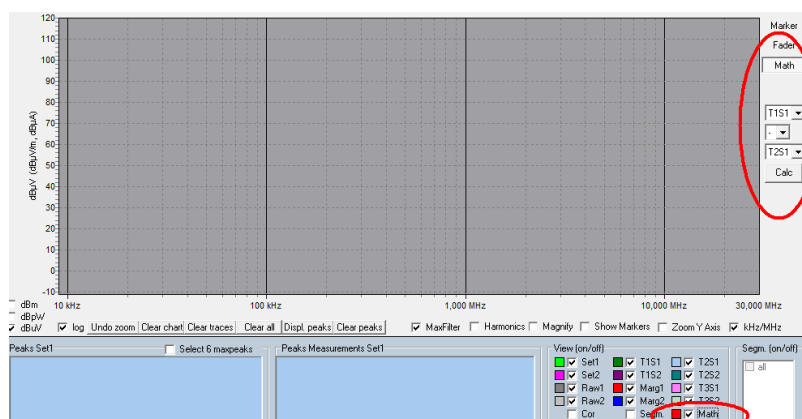 120
110
100
90
80
70
60
50
40
30
20
10
0
-10
dBµV (dBµV/m, dBµA)
10 kHz 100 kHz 1,000 MHz 10,000 MHz 30,000 MHz
Marker
Fader
Math
T1S1
-
T2S1
Calc
dBm
dBpW
dBuV log Undo zoom Clear chart Clear traces Clear all Displ. peaks Clear peaks MaxFilter Harmonics Magnify Show Markers Zoom Y Axis kHz/MHz
Peaks Set1 Select 6 maxpeaks Peaks Measurements Set1 View (on/off) Segm. (on/off)
Set1 T1S1 T2S1 all
Set2 T1S2 T2S2
Raw1 Marg1 T3S1
Raw2 Marg2 T3S2
Cor Segm. Math